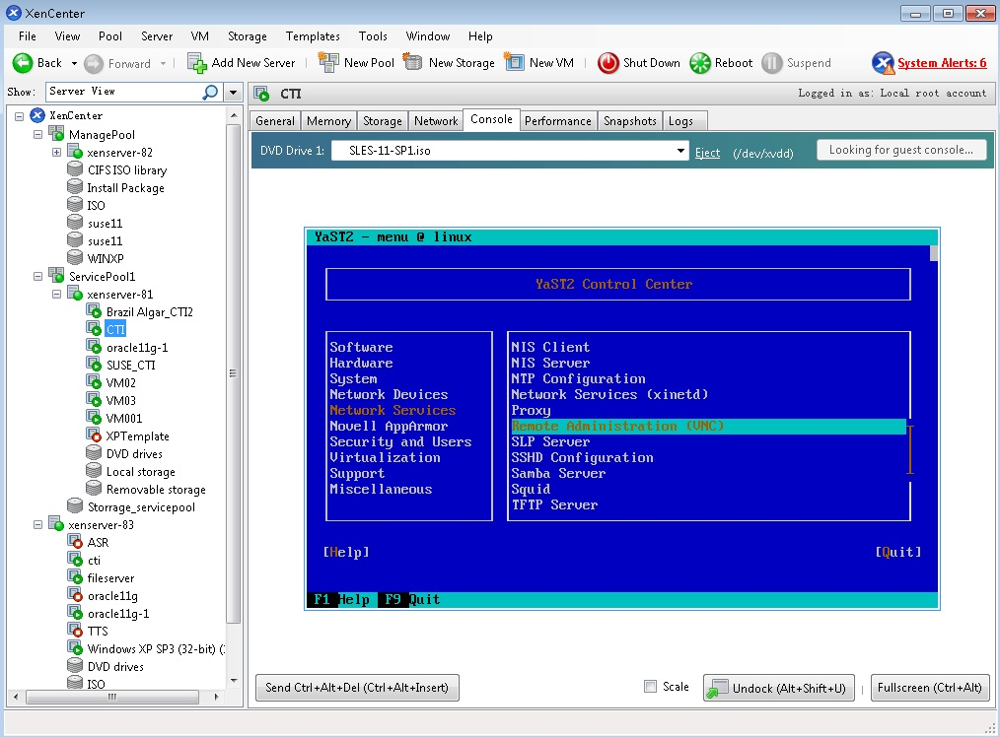 XenCenter
File View Pool Server VM Storage Templates Tools Window Help
Back Forward Add New Server New Pool New Storage New VM Shut Down Reboot Suspend System Alerts: 6
Show: Server View
CTI Logged in as: Local root account
XenCenter
ManagePool
xenserver-82
CIFS ISO library
Install Package
ISO
suse11
suse11
WINXP
ServicePool1
xenserver-81
Brazil Algar_CTI2
CTI
oracle11g-1
SUSE_CTI
VM02
VM03
VM001
XPTemplate
DVD drives
Local storage
Removable storage
Storrage_servicepool
xenserver-83
ASR
cti
fileserver
oracle11g
oracle11g-1
TTS
Windows XP SP3 (32-bit) (
DVD drives
ISO
General Memory Storage Network Console Performance Snapshots Logs
DVD Drive 1: SLES-11-SP1.iso Eject (/dev/xvdd) Looking for guest console...
YaST2 - menu @ linux
YaST2 Control Center
Software
Hardware
System
Network Devices
Network Services
Novell AppArmor
Security and Users
Virtualization
Support
Miscellaneous
NIS Client
NIS Server
NTP Configuration
Network Services (xinetd)
Proxy
Remote Administration (VNC)
SLP Server
SSHD Configuration
Samba Server
Squid
TFTP Server
[Help] [Quit]
F1 Help F9 Quit
Send Ctrl+Alt+Del (Ctrl+Alt+Insert) Scale Undock (Alt+Shift+U) Fullscreen (Ctrl+Alt)